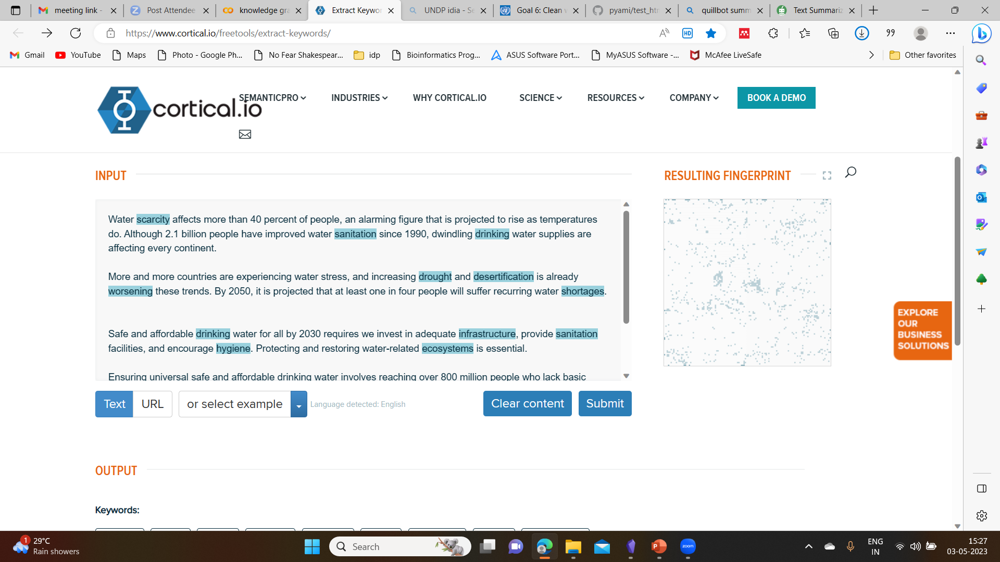 meeting link -
Post Attendee
knowledge gra
Extract Keywor
UNDP idia - Se
Goal 6: Clean w
pyami/test_htm
quillbot summ
Text Summariz
https://www.cortical.io/freetools/extract-keywords/
Gmail
YouTube
Maps
Photo - Google Ph...
No Fear Shakespear...
idp
Bioinformatics Prog...
ASUS Software Port...
MyASUS Software -...
McAfee LiveSafe
Other favorites
cortical.io
SEMANTICPRO
INDUSTRIES
WHY CORTICAL.IO
SCIENCE
RESOURCES
COMPANY
BOOK A DEMO
INPUT
RESULTING FINGERPRINT
Water scarcity affects more than 40 percent of people, an alarming figure that is projected to rise as temperatures
do. Although 2.1 billion people have improved water sanitation since 1990, dwindling drinking water supplies are
affecting every continent.
More and more countries are experiencing water stress, and increasing drought and desertification is already
worsening these trends. By 2050, it is projected that at least one in four people will suffer recurring water shortages.
Safe and affordable drinking water for all by 2030 requires we invest in adequate infrastructure, provide sanitation
facilities, and encourage hygiene. Protecting and restoring water-related ecosystems is essential.
Ensuring universal safe and affordable drinking water involves reaching over 800 million people who lack basic
EXPLORE
OUR
BUSINESS
SOLUTIONS
Text
URL
or select example
Language detected: English
Clear content
Submit
OUTPUT
Keywords:
1
29°C
Rain showers
Search
zoom
ENG
IN
15:27
03-05-2023